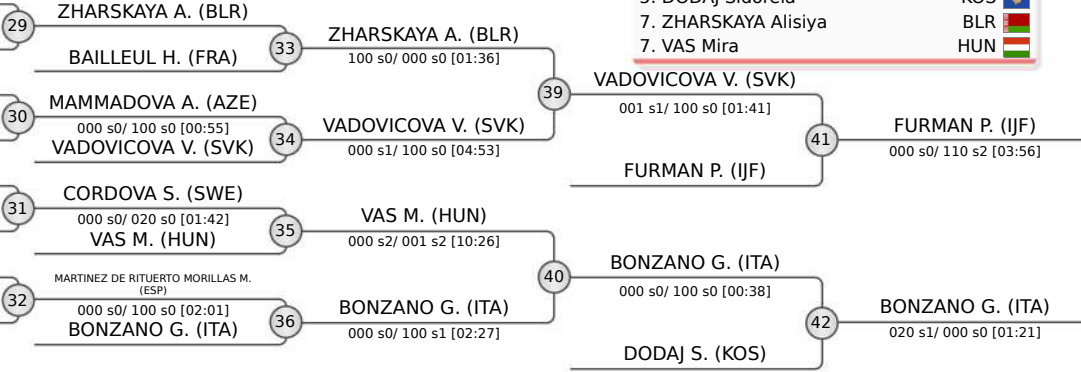 29
ZHARSKAYA A. (BLR)
BAILLEUL H. (FRA)
33
ZHARSKAYA A. (BLR)
100 s0/ 000 s0 [01:36]
30
MAMMADOVA A. (AZE)
000 s0/ 100 s0 [00:55]
VADOVICOVA V. (SVK)
34
VADOVICOVA V. (SVK)
000 s1/ 100 s0 [04:53]
31
CORDOVA S. (SWE)
000 s0/ 020 s0 [01:42]
VAS M. (HUN)
35
VAS M. (HUN)
000 s2/ 001 s2 [10:26]
32
MARTINEZ DE RITUERTO MORILLAS M.
(ESP)
000 s0/ 100 s0 [02:01]
BONZANO G. (ITA)
36
BONZANO G. (ITA)
000 s0/ 100 s1 [02:27]
39
VADOVICOVA V. (SVK)
001 s1/ 100 s0 [01:41]
FURMAN P. (IJF)
41
FURMAN P. (IJF)
000 s0/ 110 s2 [03:56]
40
BONZANO G. (ITA)
000 s0/ 100 s0 [00:38]
DODAJ S. (KOS)
42
BONZANO G. (ITA)
020 s1/ 000 s0 [01:21]
5. DODAJ Sidorela KOS
7. ZHARSKAYA Alisiya BLR
7. VAS Mira HUN